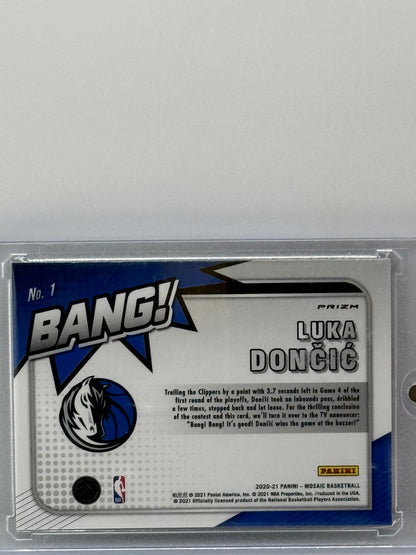 No. 1
BANG!
PRIZM
LUKA
DONČIĆ
Trailing the Clippers by a point with 3.7 seconds left in Game 4 of the
first round of the playoffs, Dončić took an inbounds pass, dribbled
a few times, stepped back and let loose. For the thrilling conclusion
of the contest and this card, we'll turn it over to the TV announcer:
"Bang! Bang! It's good! Dončić wins the game at the buzzer!"
PANINI
NBA
2020-21 PANINI – MOSAIC BASKETBALL
帕尼尼 © 2021 Panini America, Inc. © 2021 NBA Properties, Inc. Produced in the USA.
© 2021 Officially licensed product of the National Basketball Players Association.